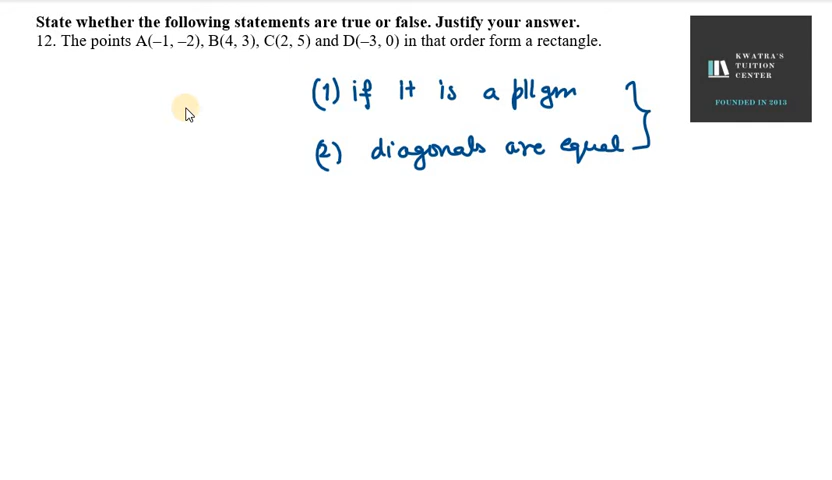 State whether the following statements are true or false. Justify your answer.
12. The points A(–1, –2), B(4, 3), C(2, 5) and D(–3, 0) in that order form a rectangle.
(1) if it is a pllgm
(2) diagonals are equal
KWATRA'S
TUITION
CENTER
FOUNDED IN 2013